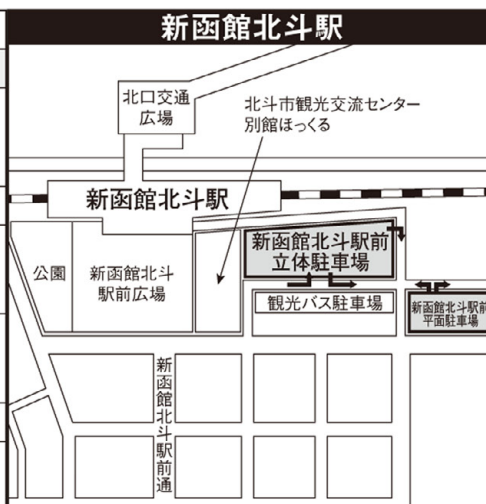 新函館北斗駅
北口交通
広場
北斗市観光交流センター
別館ほっくる
新函館北斗駅
公園
新函館北斗
駅前広場
新函館北斗駅前
立体駐車場
観光バス駐車場
新函館北斗駅前
平面駐車場
新函館北斗駅前通